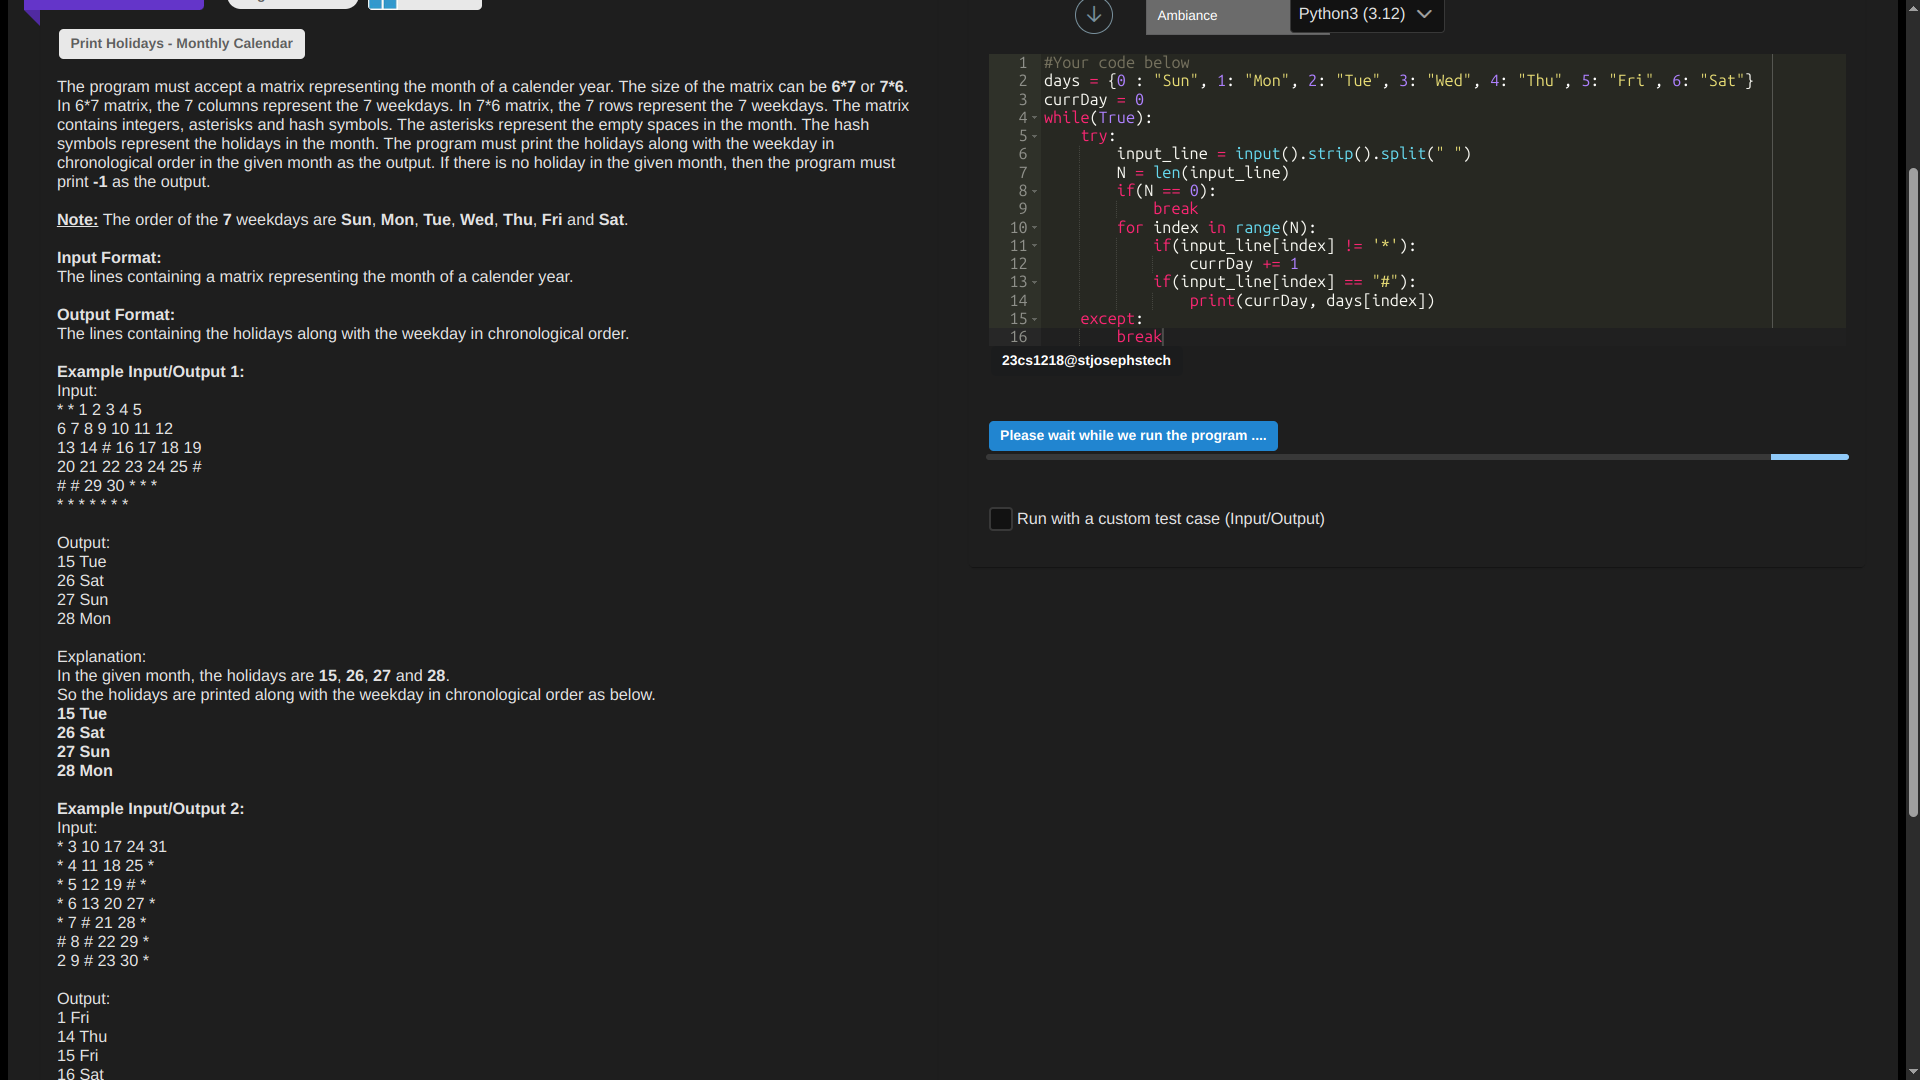 Print Holidays - Monthly Calendar
The program must accept a matrix representing the month of a calender year. The size of the matrix can be 6*7 or 7*6.
In 6*7 matrix, the 7 columns represent the 7 weekdays. In 7*6 matrix, the 7 rows represent the 7 weekdays. The matrix
contains integers, asterisks and hash symbols. The asterisks represent the empty spaces in the month. The hash
symbols represent the holidays in the month. The program must print the holidays along with the weekday in
chronological order in the given month as the output. If there is no holiday in the given month, then the program must
print -1 as the output.
Note: The order of the 7 weekdays are Sun, Mon, Tue, Wed, Thu, Fri and Sat.
Input Format:
The lines containing a matrix representing the month of a calender year.
Output Format:
The lines containing the holidays along with the weekday in chronological order.
Example Input/Output 1:
Input:
* * 1 2 3 4 5
6 7 8 9 10 11 12
13 14 # 16 17 18 19
20 21 22 23 24 25 #
# # 29 30 * * *
* * * * * * *
Output:
15 Tue
26 Sat
27 Sun
28 Mon
Explanation:
In the given month, the holidays are 15, 26, 27 and 28.
So the holidays are printed along with the weekday in chronological order as below.
15 Tue
26 Sat
27 Sun
28 Mon
Example Input/Output 2:
Input:
* 3 10 17 24 31
* 4 11 18 25 *
* 5 12 19 # *
* 6 13 20 27 *
* 7 # 21 28 *
# 8 # 22 29 *
2 9 # 23 30 *
Output:
1 Fri
14 Thu
15 Fri
16 Sat
Ambiance
Python3 (3.12)
1 #Your code below
2 days = {0 : "Sun", 1: "Mon", 2: "Tue", 3: "Wed", 4: "Thu", 5: "Fri", 6: "Sat"}
3 currDay = 0
4 while(True):
5     try:
6         input_line = input().strip().split(" ")
7         N = len(input_line)
8         if(N == 0):
9             break
10         for index in range(N):
11             if(input_line[index] != '*'):
12                 currDay += 1
13             if(input_line[index] == "#"):
14                 print(currDay, days[index])
15     except:
16         break
23cs1218@stjosephstech
Please wait while we run the program ....
Run with a custom test case (Input/Output)